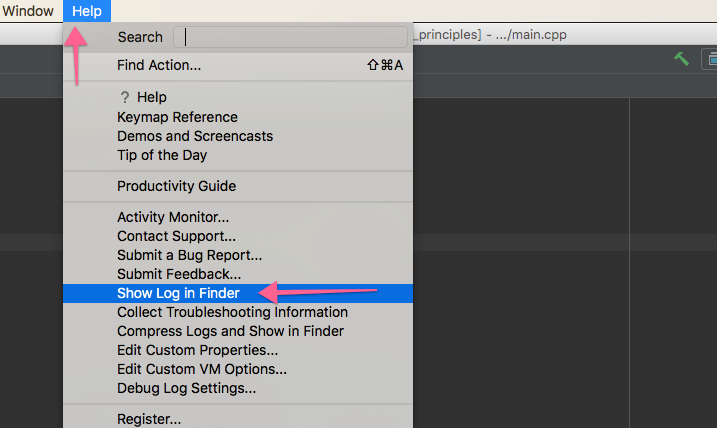 Window Help
Search
_principles] - .../main.cpp
Find Action... ⇧⌘A
? Help
Keymap Reference
Demos and Screencasts
Tip of the Day
Productivity Guide
Activity Monitor...
Contact Support...
Submit a Bug Report...
Submit Feedback...
Show Log in Finder
Collect Troubleshooting Information
Compress Logs and Show in Finder
Edit Custom Properties...
Edit Custom VM Options...
Debug Log Settings...
Register...